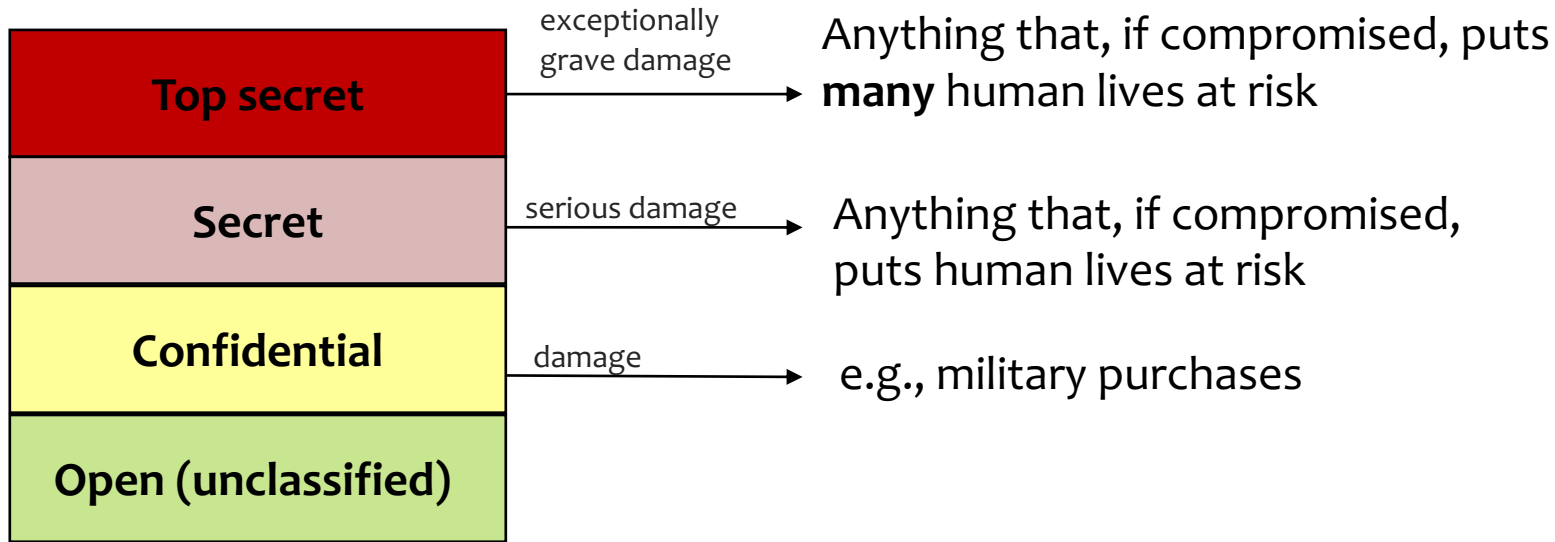 Top secret
exceptionally
grave damage
Anything that, if compromised, puts
many human lives at risk
Secret
serious damage
Anything that, if compromised,
puts human lives at risk
Confidential
damage
e.g., military purchases
Open (unclassified)